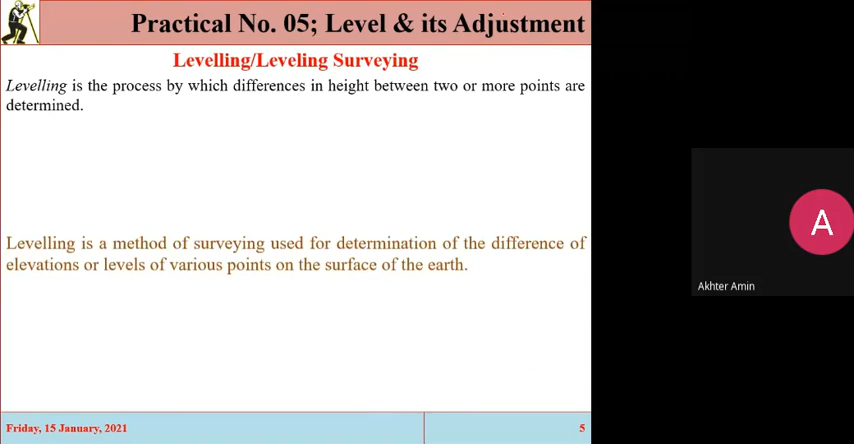 Practical No. 05; Level & its Adjustment
Levelling/Leveling Surveying
Levelling is the process by which differences in height between two or more points are
determined.
Levelling is a method of surveying used for determination of the difference of
elevations or levels of various points on the surface of the earth.
A
Akhter Amin
Friday, 15 January, 2021
5